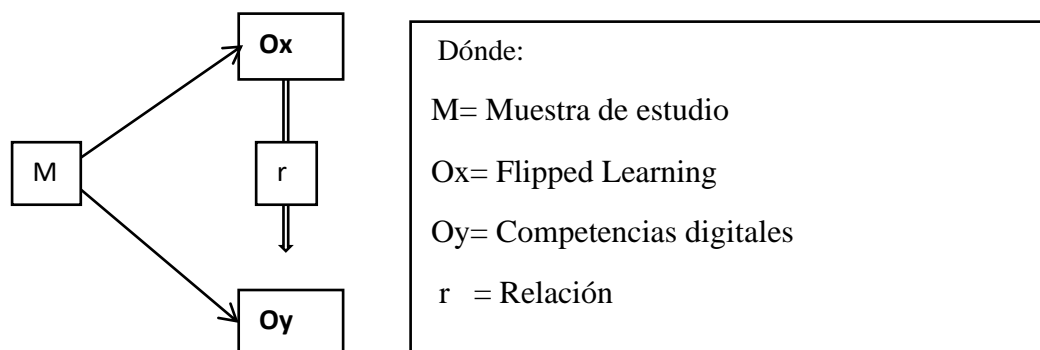 Ox
M
r
Oy
Dónde:
M= Muestra de estudio
Ox= Flipped Learning
Oy= Competencias digitales
r = Relación